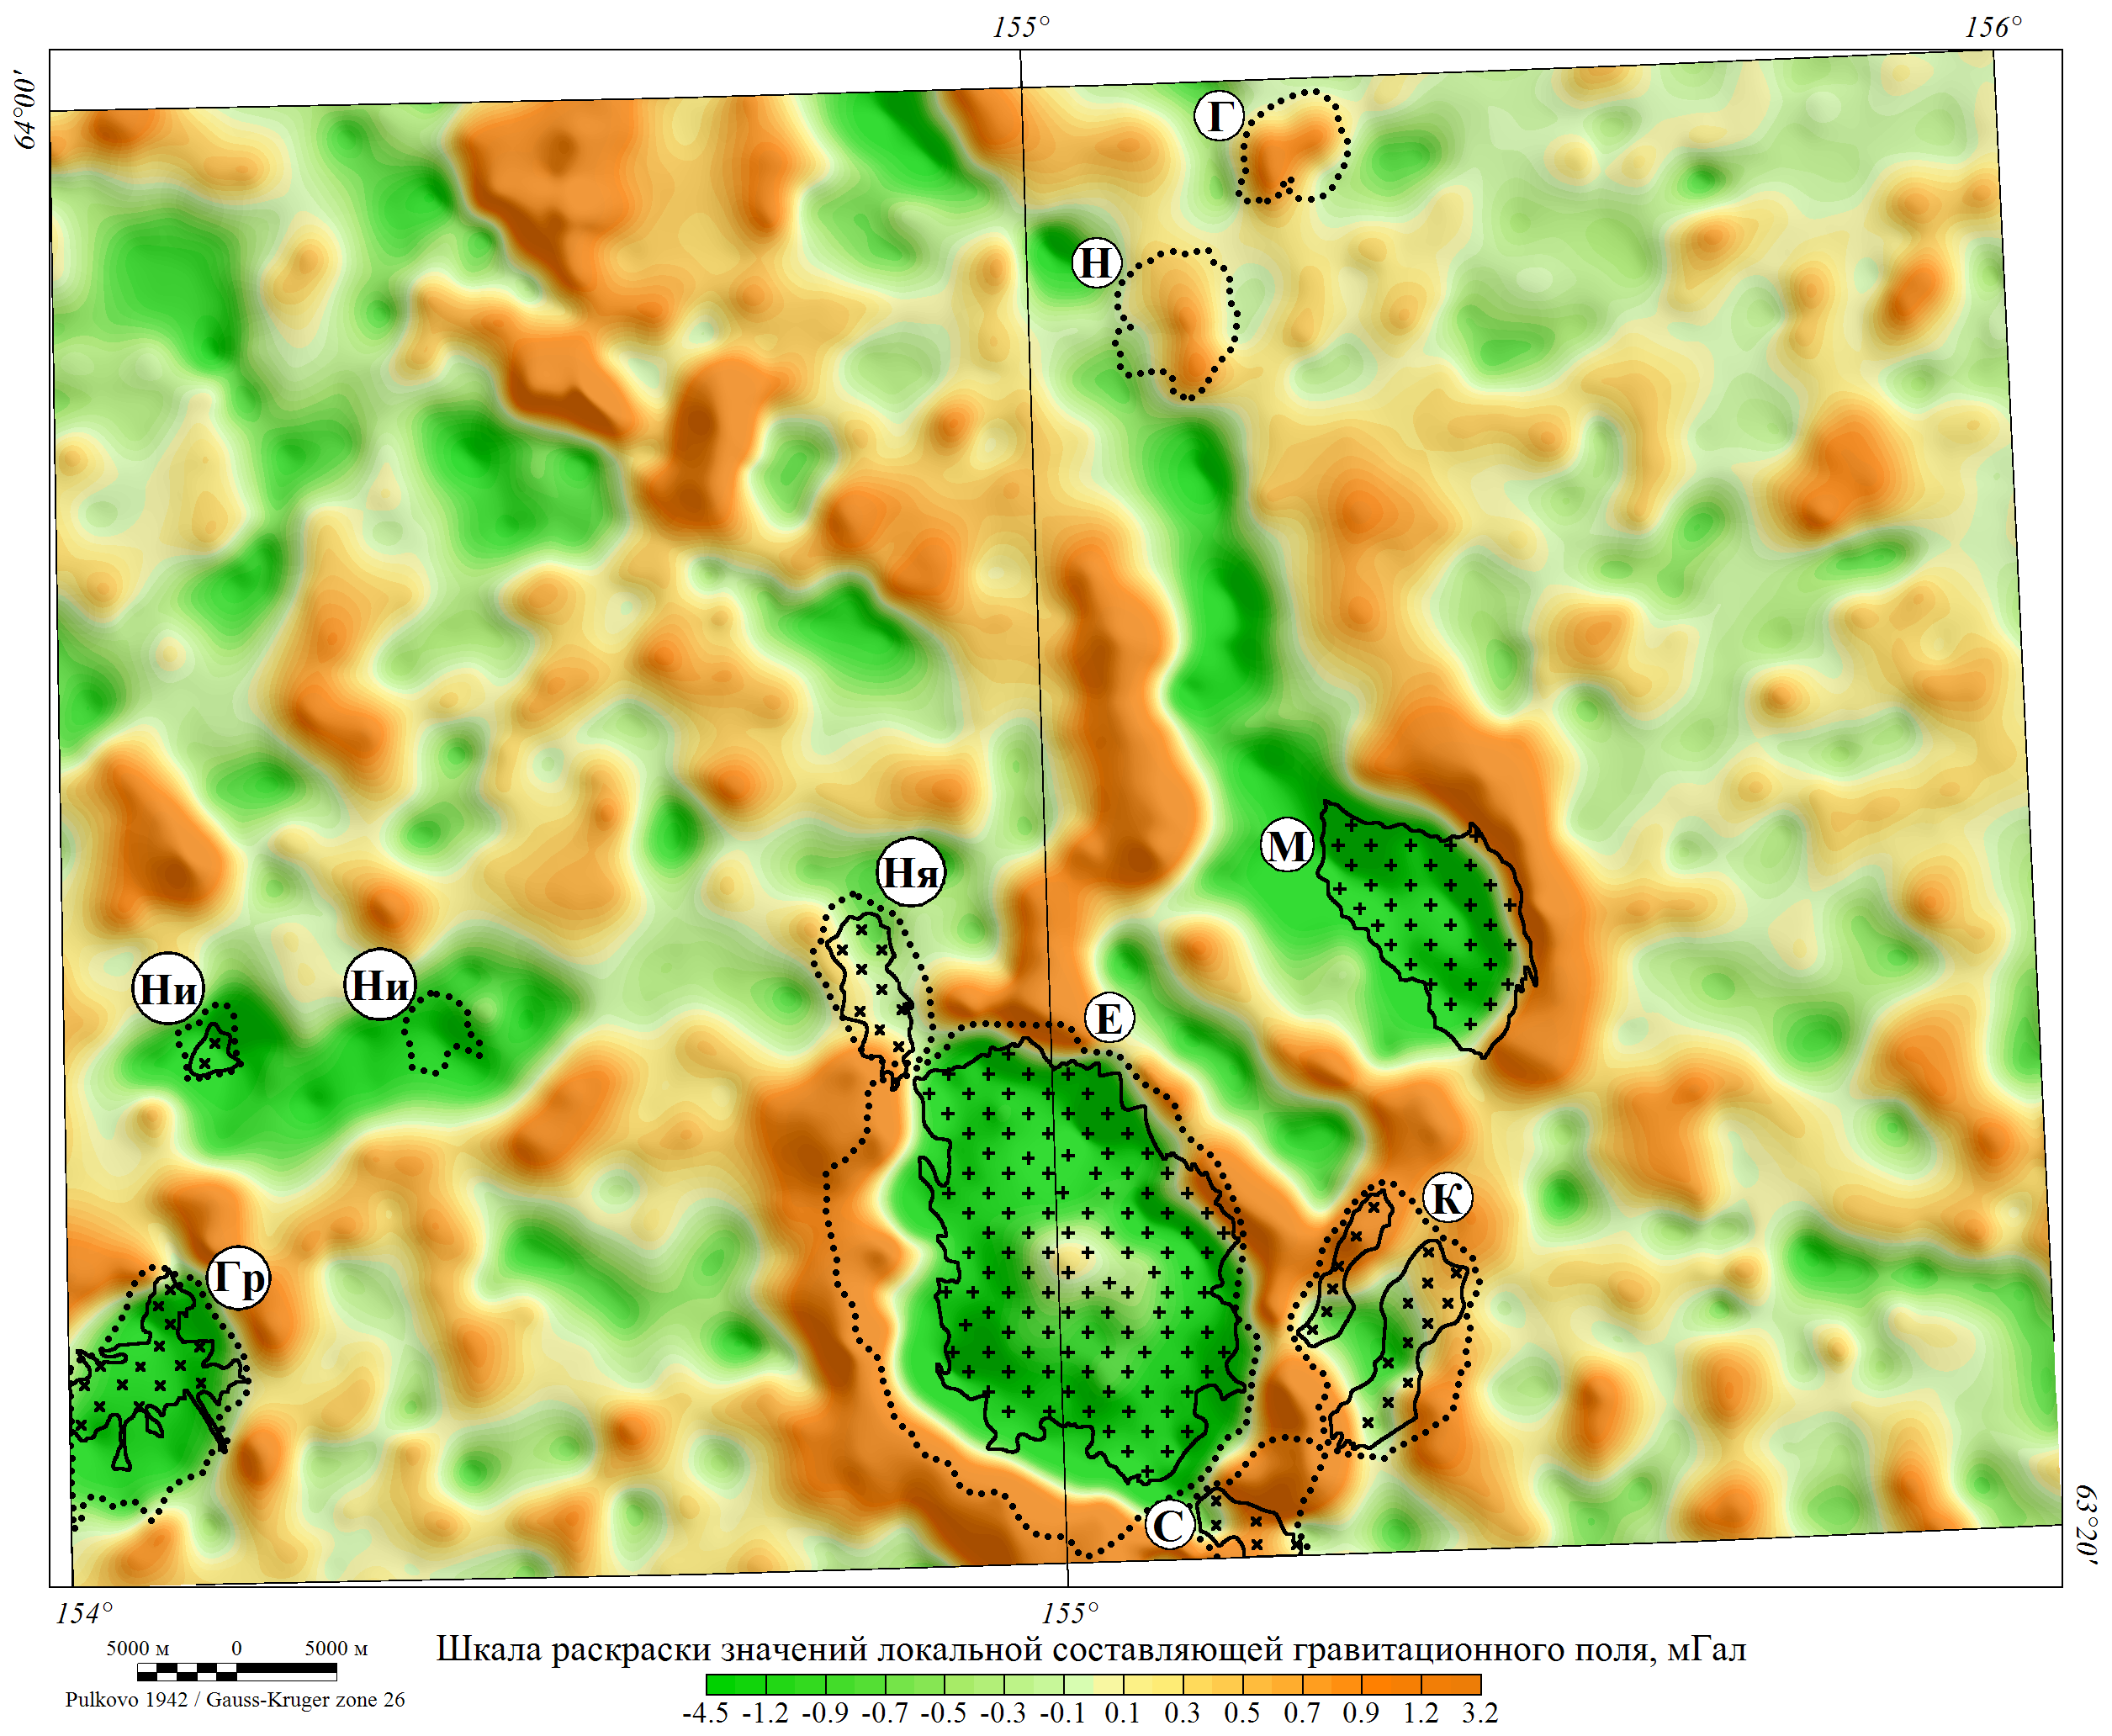 155° 156°
64°00'
Г
Н
М
Ня
Ни Ни
Е
К
Гр
С
63°20'
154° 155°
5000 м 0 5000 м
Pulkovo 1942 / Gauss-Kruger zone 26
Шкала раскраски значений локальной составляющей гравитационного поля, мГал
-4.5 -1.2 -0.9 -0.7 -0.5 -0.3 -0.1 0.1 0.3 0.5 0.7 0.9 1.2 3.2